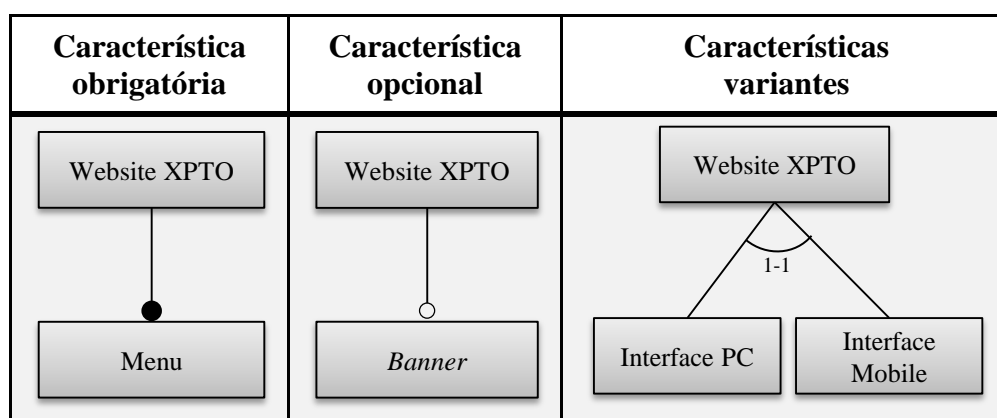 Característica
obrigatória
Característica
opcional
Caracterísicas
variantes
Website XPTO
Menu
Website XPTO
Banner
Website XPTO
1-1
Interface PC
Interface
Mobile